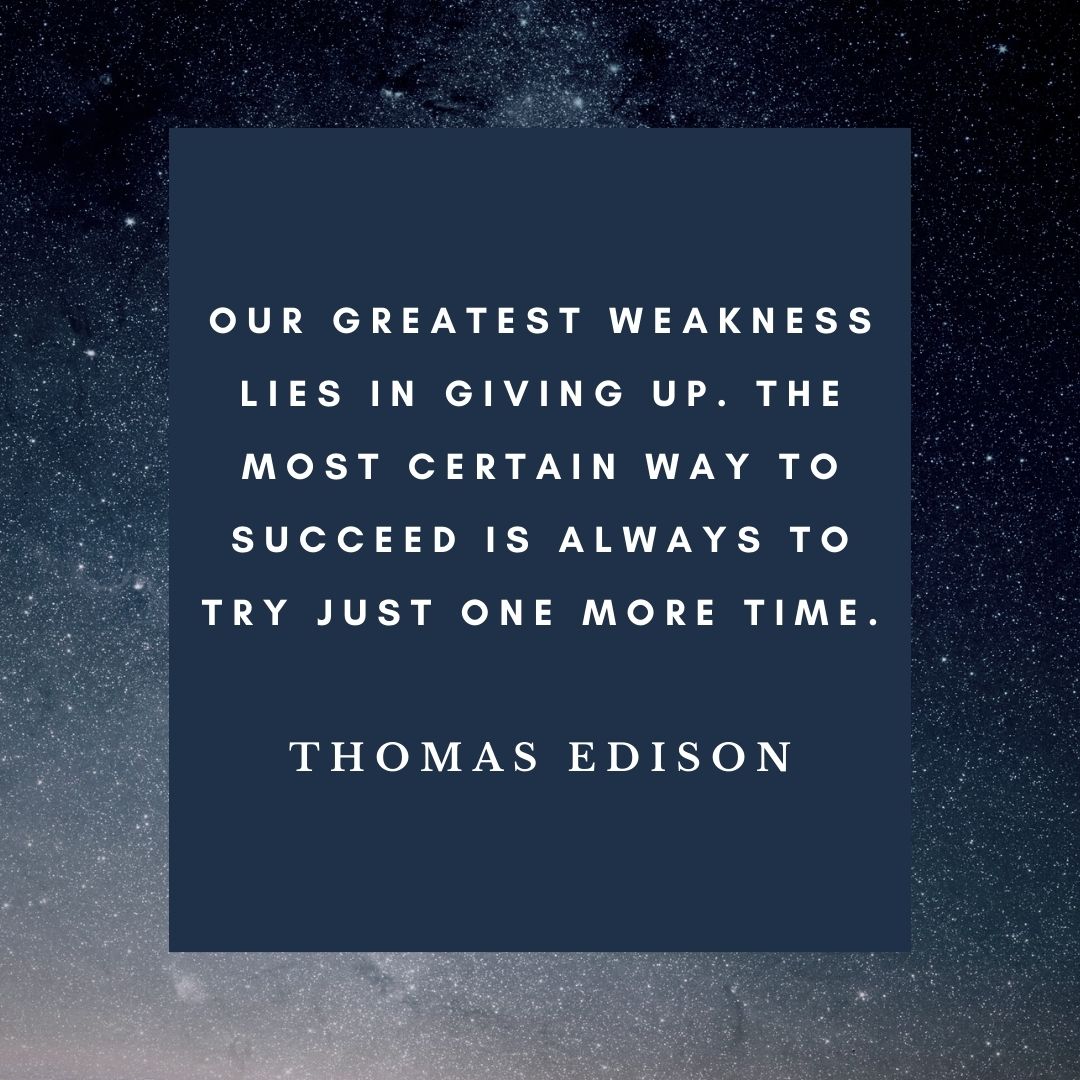 OUR GREATEST WEAKNESS
LIES IN GIVING UP. THE
MOST CERTAIN WAY TO
SUCCEED IS ALWAYS TO
TRY JUST ONE MORE TIME.
THOMAS EDISON